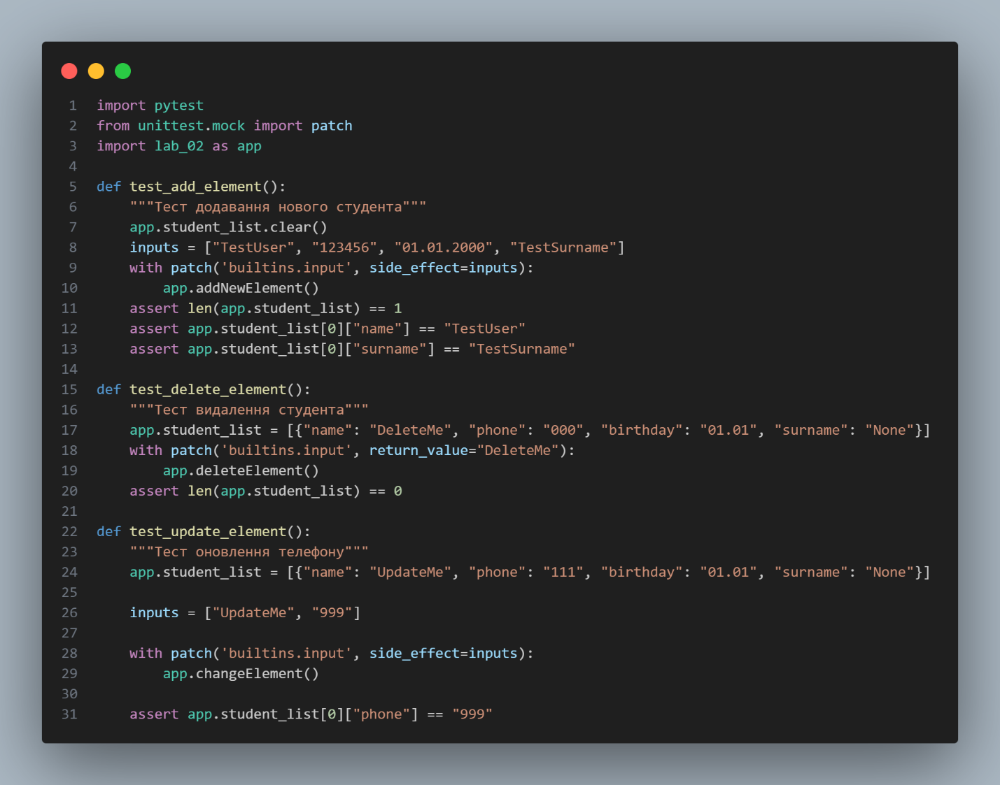 1 import pytest
2 from unittest.mock import patch
3 import lab_02 as app
4
5 def test_add_element():
6     """Тест додавання нового студента"""
7     app.student_list.clear()
8     inputs = ["TestUser", "123456", "01.01.2000", "TestSurname"]
9     with patch('builtins.input', side_effect=inputs):
10         app.addNewElement()
11     assert len(app.student_list) == 1
12     assert app.student_list[0]["name"] == "TestUser"
13     assert app.student_list[0]["surname"] == "TestSurname"
14
15 def test_delete_element():
16     """Тест видалення студента"""
17     app.student_list = [{"name": "DeleteMe", "phone": "000", "birthday": "01.01", "surname": "None"}]
18     with patch('builtins.input', return_value="DeleteMe"):
19         app.deleteElement()
20     assert len(app.student_list) == 0
21
22 def test_update_element():
23     """Тест оновлення телефону"""
24     app.student_list = [{"name": "UpdateMe", "phone": "111", "birthday": "01.01", "surname": "None"}]
25
26     inputs = ["UpdateMe", "999"]
27
28     with patch('builtins.input', side_effect=inputs):
29         app.changeElement()
30
31     assert app.student_list[0]["phone"] == "999"